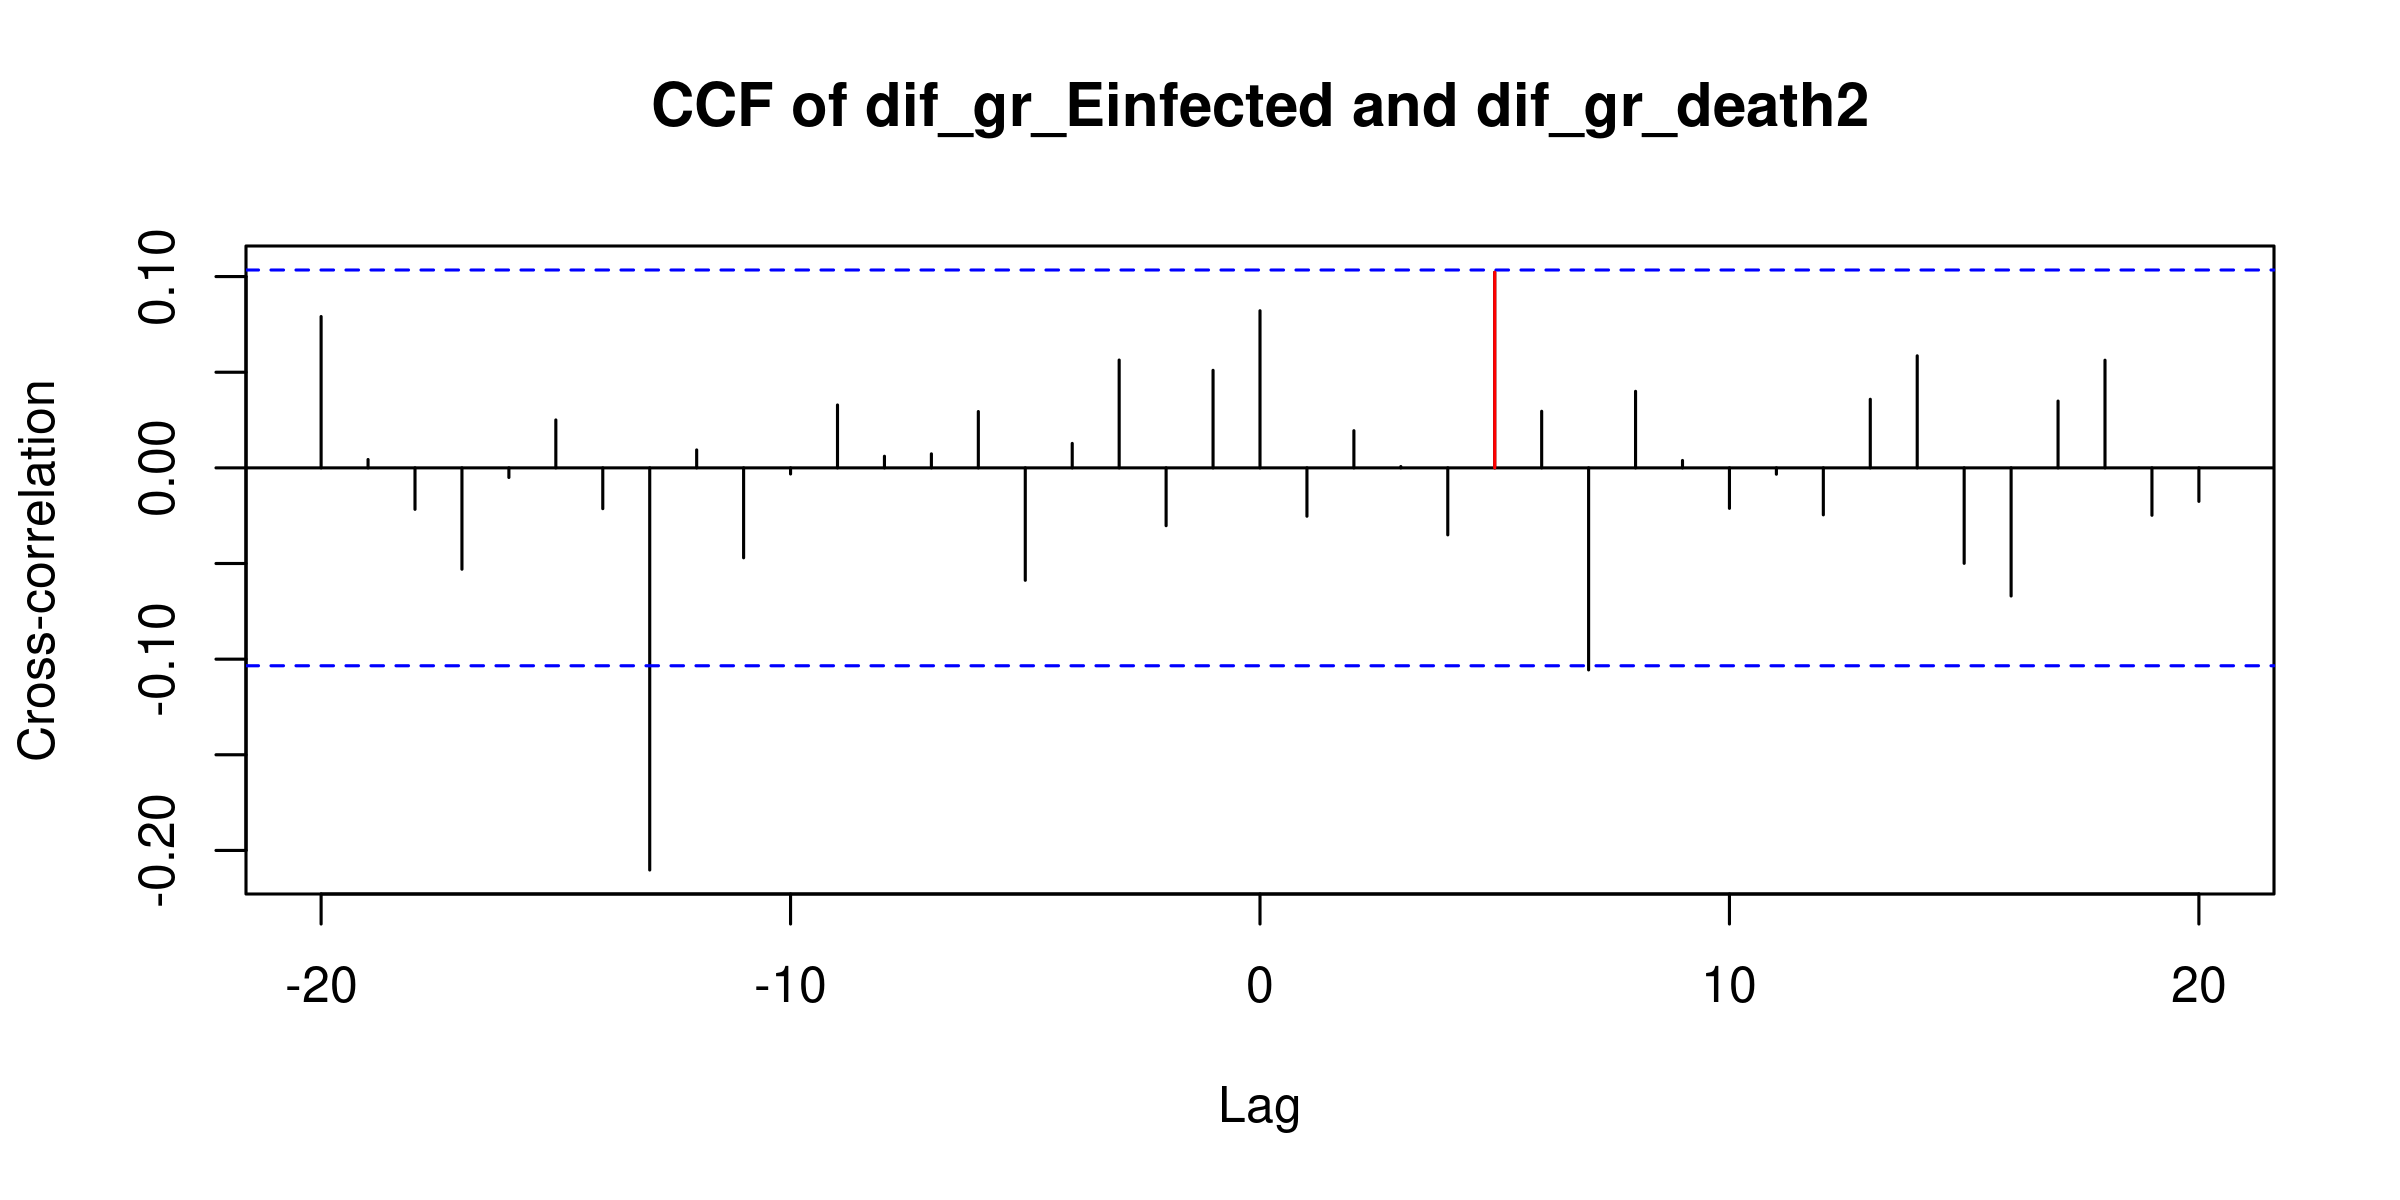 CCF of dif_gr_Einfected and dif_gr_death2
Cross-correlation
0.10
0.00
-0.10
-0.20
-20 -10 0 10 20
Lag